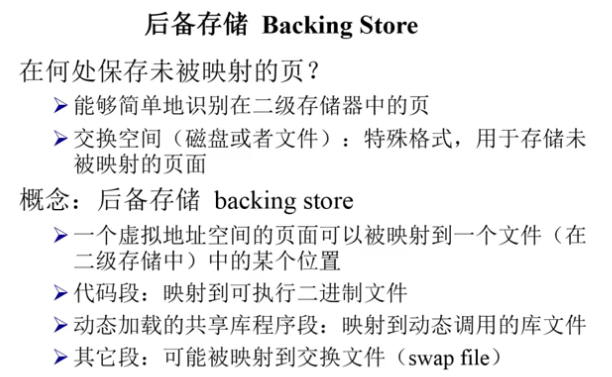 后备存储 Backing Store
在何处保存未被映射的页？
能够简单地识别在二级存储器中的页
交换空间（磁盘或者文件）：特殊格式，用于存储未
被映射的页面
概念：后备存储 backing store
一个虚拟地址空间的页面可以被映射到一个文件（在
二级存储中）中的某个位置
代码段：映射到可执行二进制文件
动态加载的共享库程序段：映射到动态调用的库文件
其它段：可能被映射到交换文件（swap file）